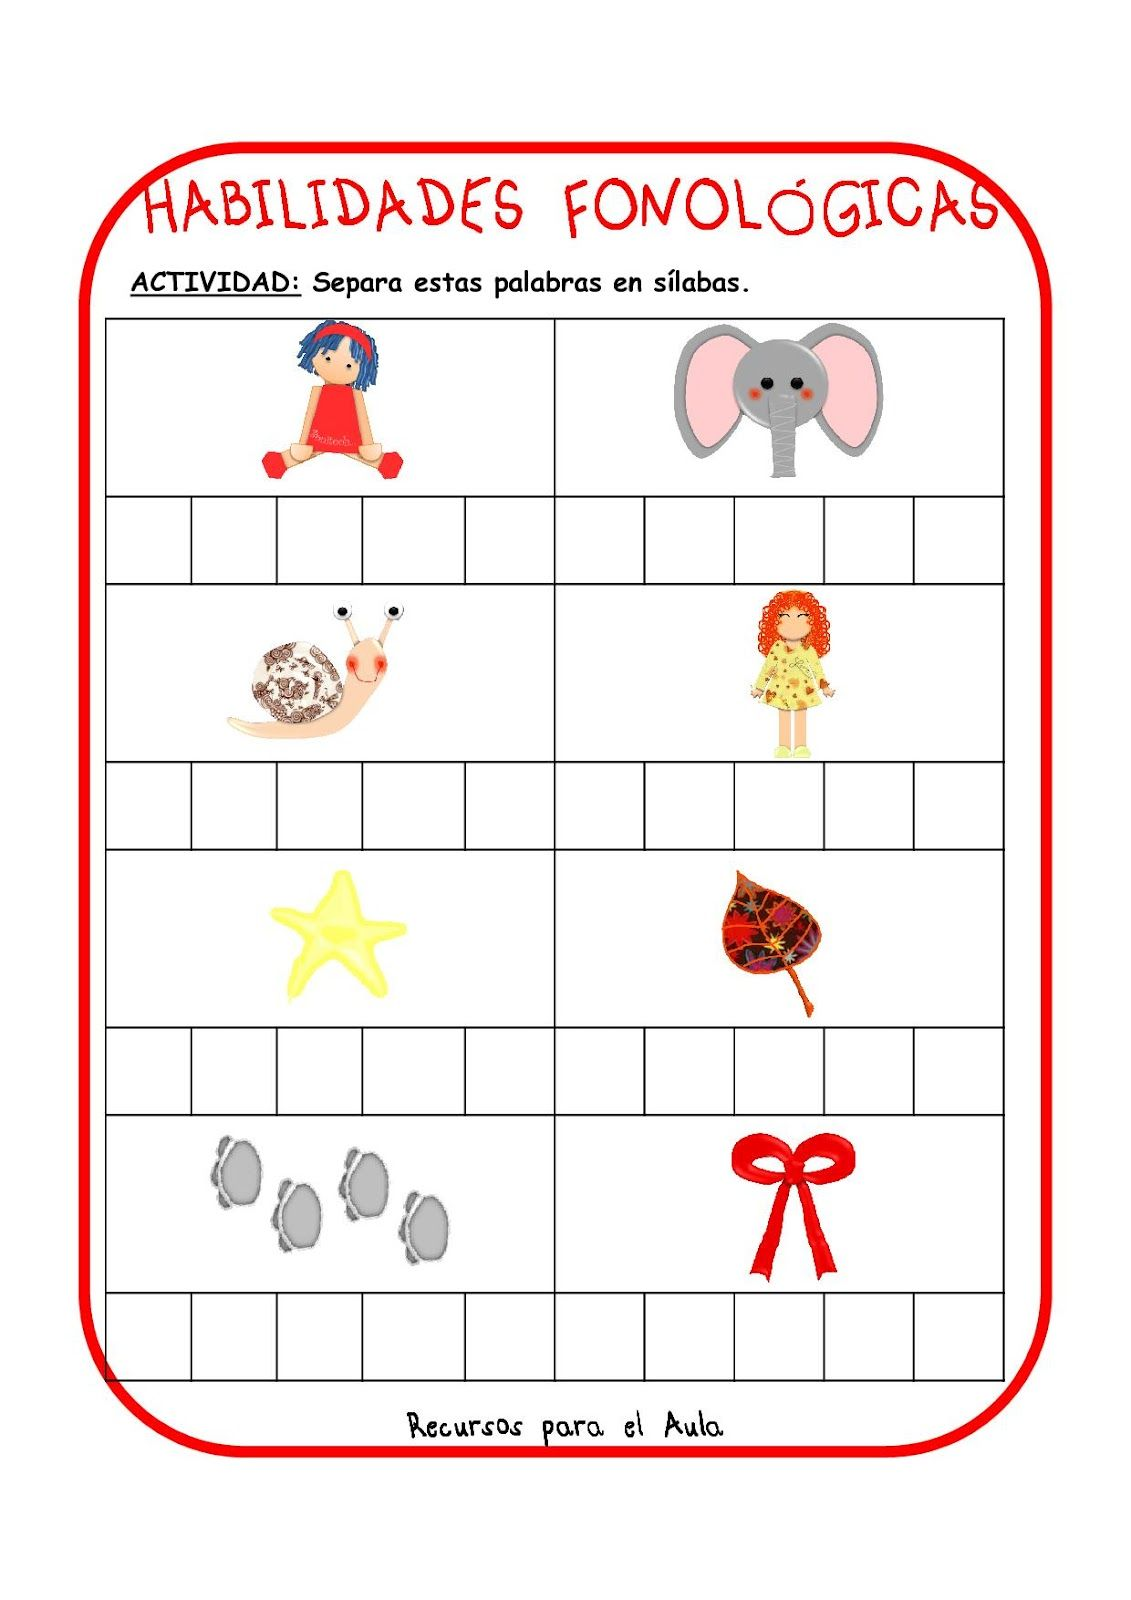 HABILIDADES FONOLÓGICAS
ACTIVIDAD: Separa estas palabras en sílabas.
Recursos para el Aula